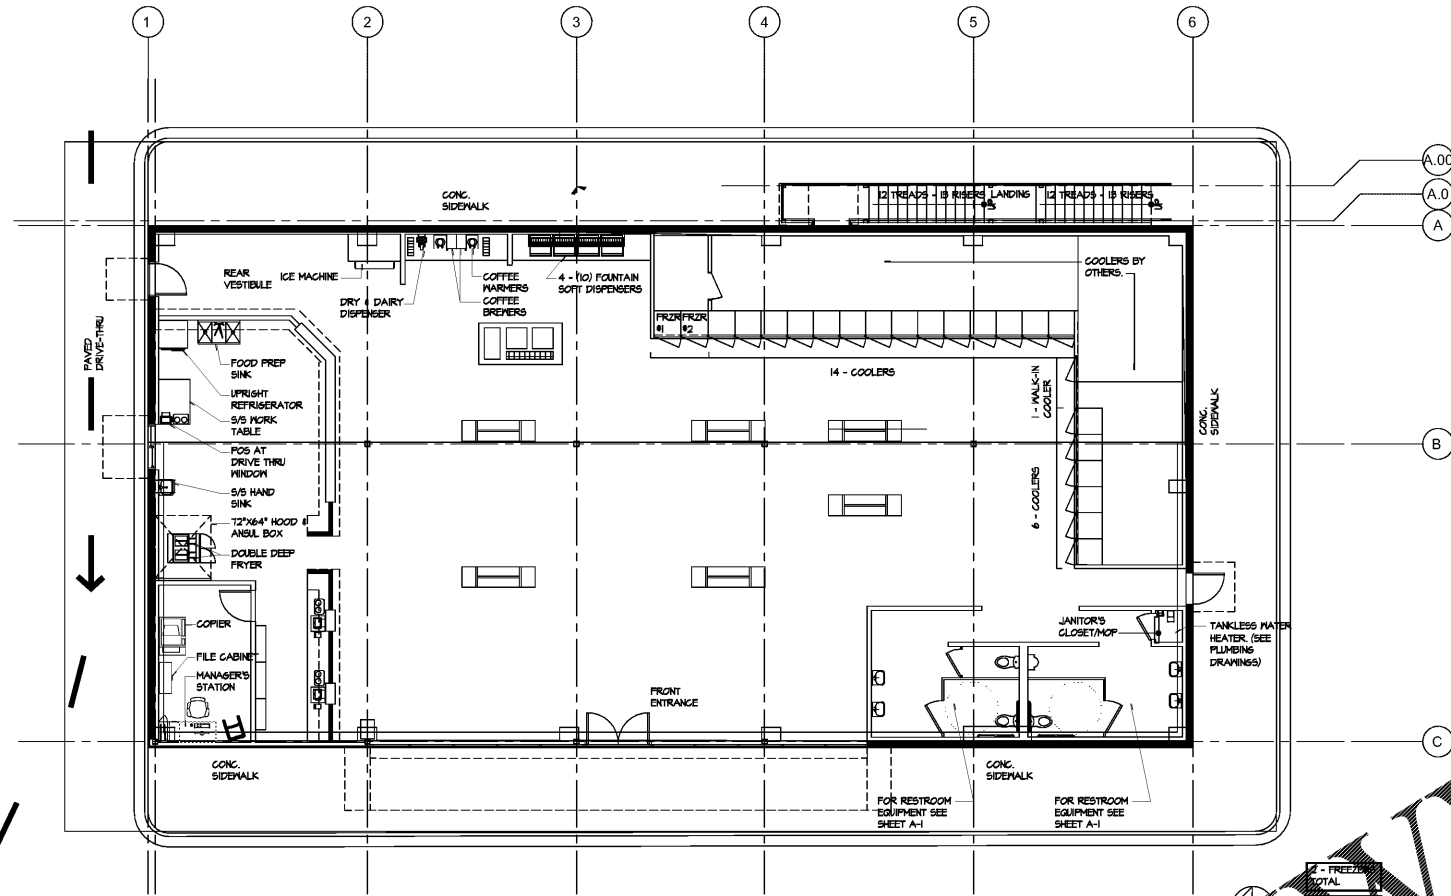 1
2
3
4
5
6
A.00
A.0
A
B
C
CONC.
SIDEWALK
12 TREADS - 13 RISERS
LANDING
12 TREADS - 13 RISERS
REAR
VESTIBULE
ICE MACHINE
DRY & DAIRY
DISPENSER
COFFEE
WARMERS
COFFEE
BREWERS
4 - (10) FOUNTAIN
SOFT DISPENSERS
FRZR
#1
FRZR
#2
COOLERS BY
OTHERS.
PAVED
DRIVE-THRU
FOOD PREP
SINK
UPRIGHT
REFRIGERATOR
S/S WORK
TABLE
POS AT
DRIVE THRU
WINDOW
S/S HAND
SINK
72"X64" HOOD &
ANSUL BOX
DOUBLE DEEP
FRYER
14 - COOLERS
1 - WALK-IN
COOLER
6 - COOLERS
CONC.
SIDEWALK
COPIER
FILE CABINET
MANAGER'S
STATION
FRONT
ENTRANCE
JANITOR'S
CLOSET/MOP
TANKLESS WATER
HEATER. (SEE
PLUMBING
DRAWINGS)
CONC.
SIDEWALK
CONC.
SIDEWALK
FOR RESTROOM
EQUIPMENT SEE
SHEET A-1
FOR RESTROOM
EQUIPMENT SEE
SHEET A-1
2 - FREEZERS
TOTAL